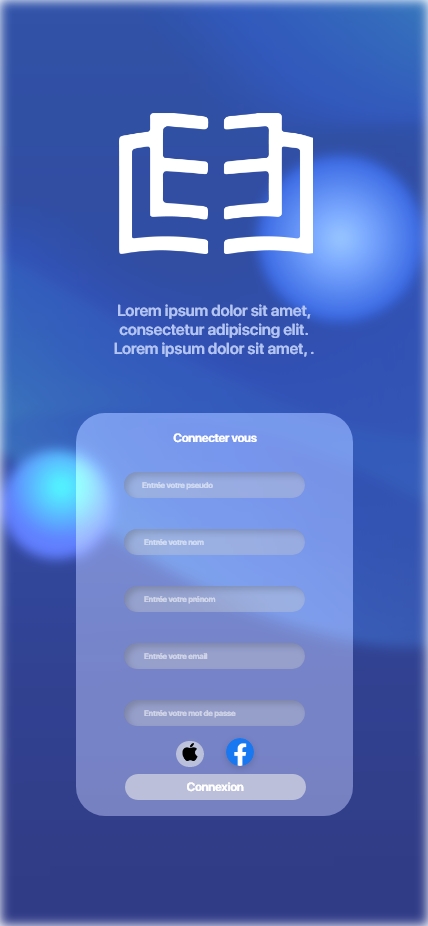 Lorem ipsum dolor sit amet,
consectetur adipiscing elit.
Lorem ipsum dolor sit amet, .
Connecter vous
Entrée votre pseudo
Entrée votre nom
Entrée votre prénom
Entrée votre email
Entrée votre mot de passe
Connexion